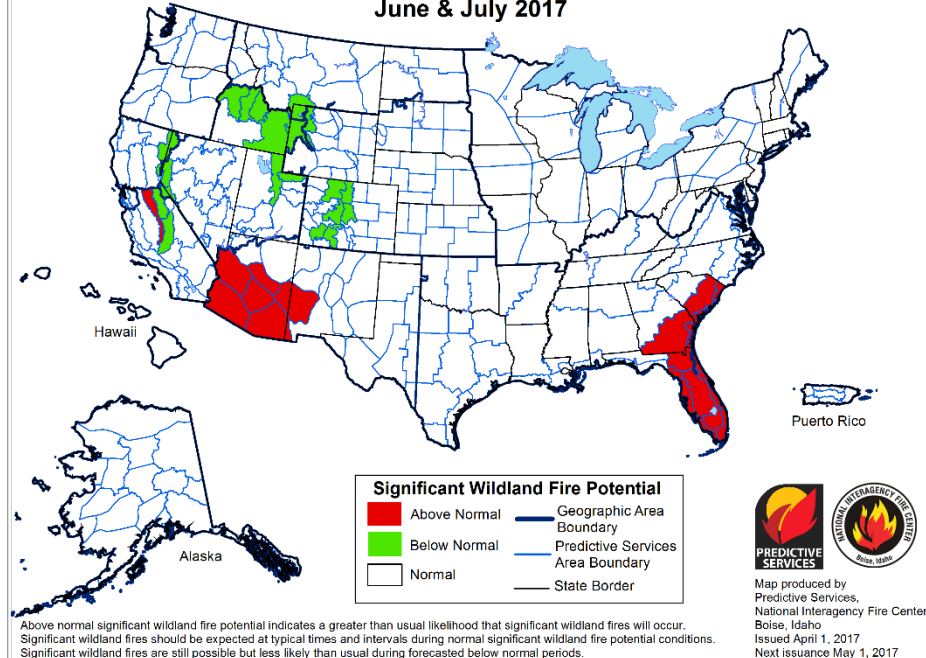 June & July 2017
Hawaii
Puerto Rico
Alaska
Significant Wildland Fire Potential
Above Normal
Below Normal
Normal
Geographic Area
Boundary
Predictive Services
Area Boundary
State Border
PREDICTIVE
SERVICES
NATIONAL INTERAGENCY FIRE CENTER
Boise, Idaho
Map produced by
Predictive Services,
National Interagency Fire Center
Boise, Idaho
Issued April 1, 2017
Next issuance May 1, 2017
Above normal significant wildland fire potential indicates a greater than usual likelihood that significant wildland fires will occur.
Significant wildland fires should be expected at typical times and intervals during normal significant wildland fire potential conditions.
Significant wildland fires are still possible but less likely than usual during forecasted below normal periods.